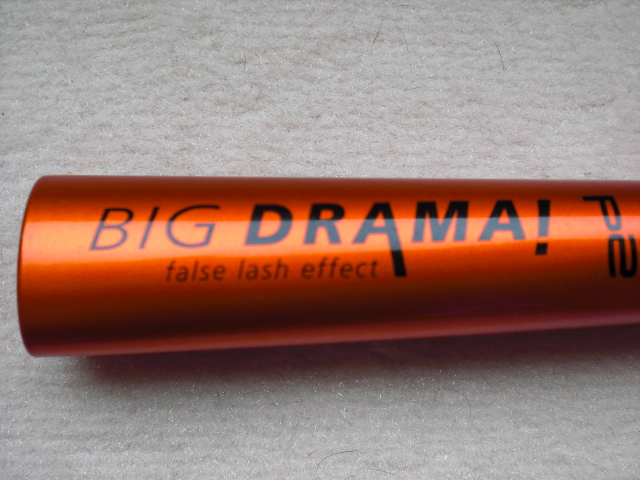 BIG DRAMA!
false lash effect
P2